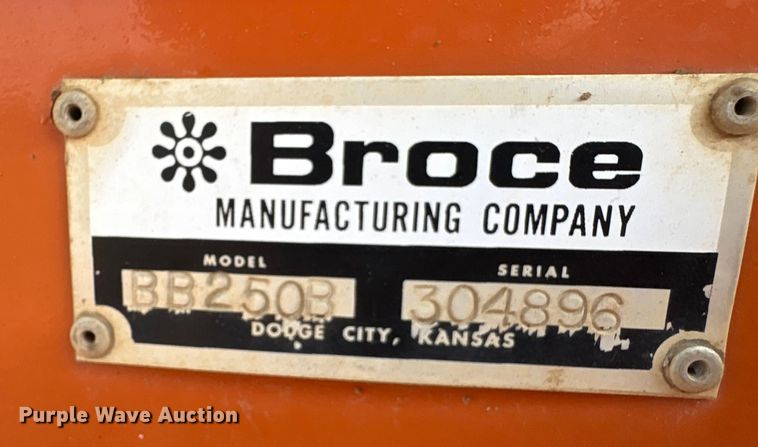 Broce
MANUFACTURING COMPANY
MODEL SERIAL
BB250B 304896
DODGE CITY, KANSAS
Purple Wave Auction